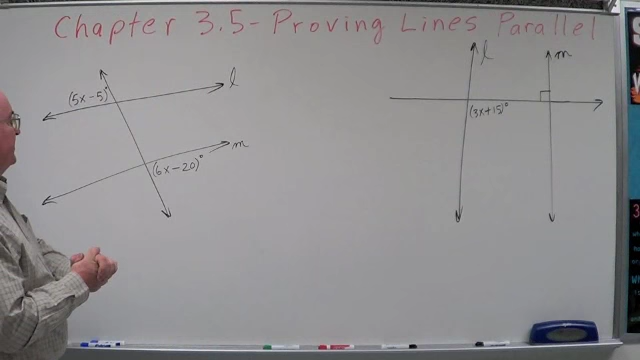 Chapter 3.5- Proving Lines Parallel
(5x-5)°
l
m
(6x-20)°
l
m
(3x+15)°